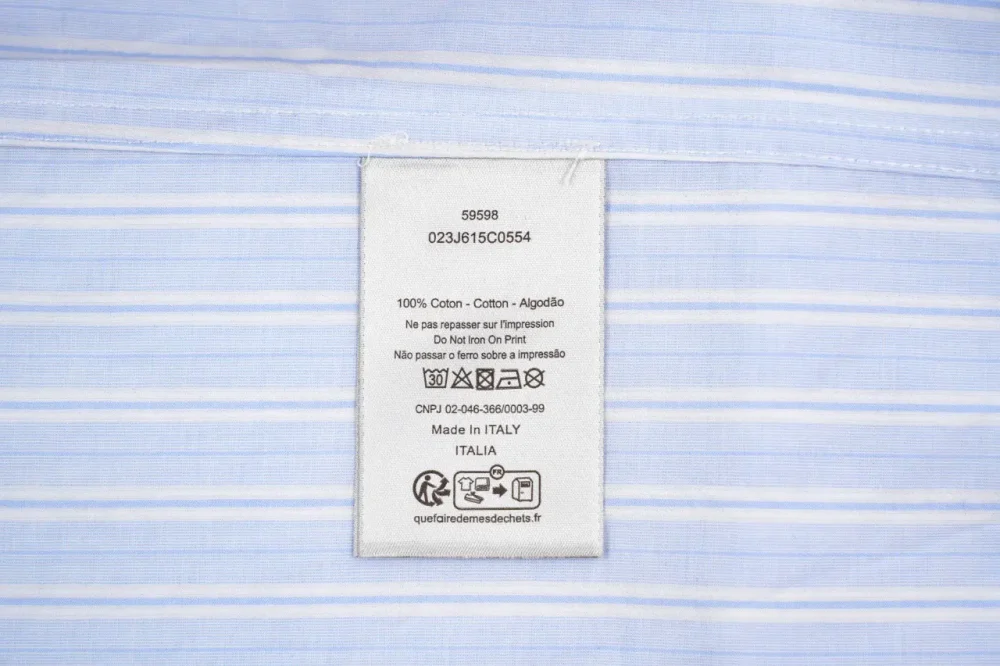 59598
023J615C0554
100% Coton - Cotton - Algodão
Ne pas repasser sur l'impression
Do Not Iron On Print
Não passar o ferro sobre a impressão
30
CNPJ 02-046-366/0003-99
Made In ITALY
ITALIA
FR
quefairedemesdechets.fr